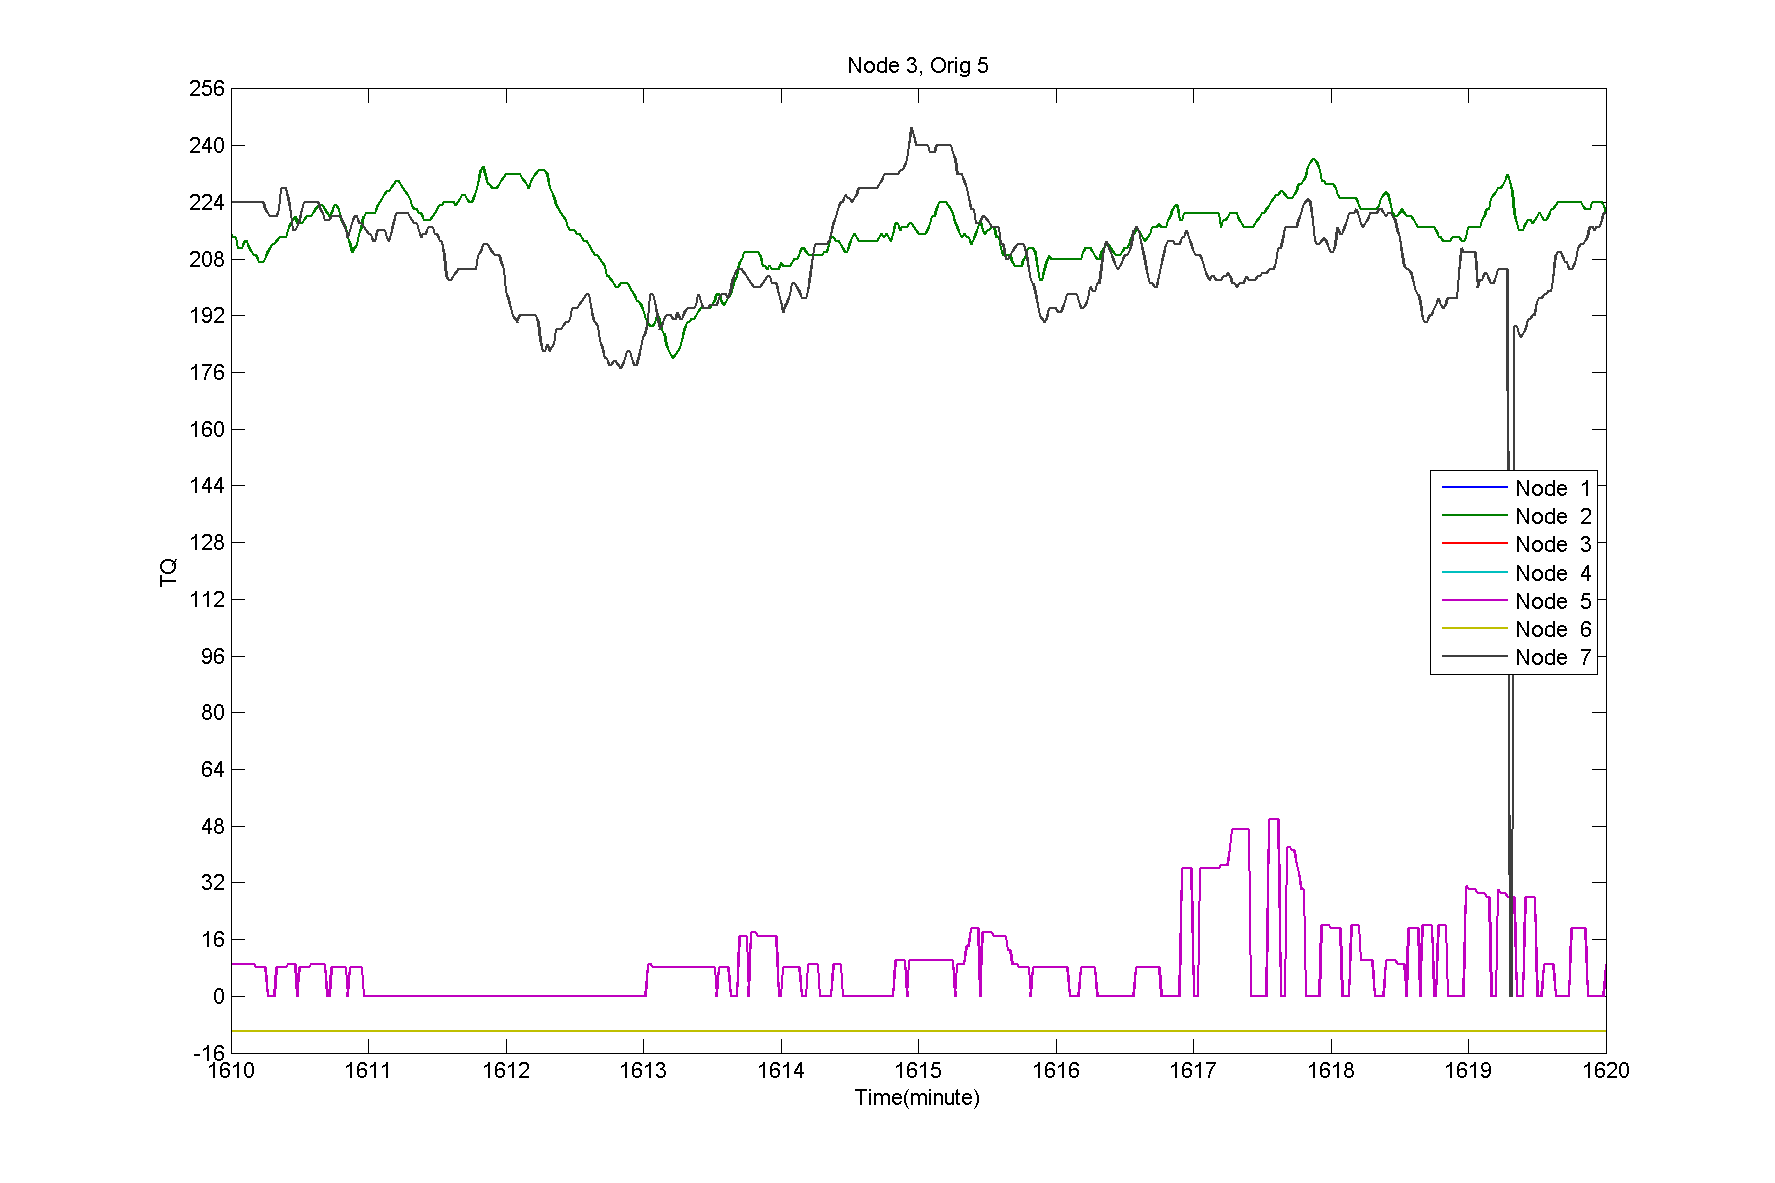 Node 3, Orig 5
256
240
224
208
192
176
160
144
128
112
96
80
64
48
32
16
0
-16
TQ
Node 1
Node 2
Node 3
Node 4
Node 5
Node 6
Node 7
1610 1611 1612 1613 1614 1615 1616 1617 1618 1619 1620
Time(minute)